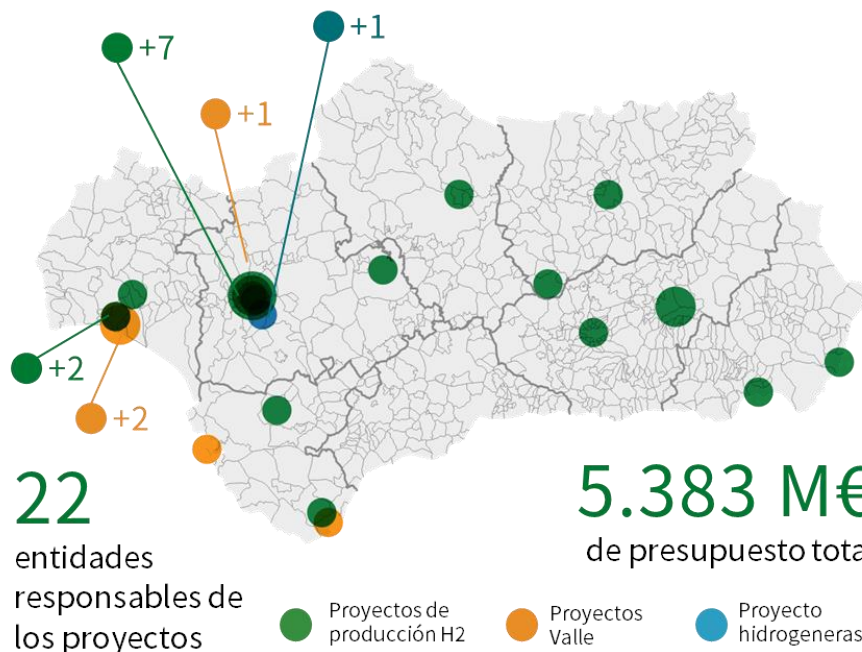 +7
+1
+1
+2
+2
22
entidades
responsables de
los proyectos
5.383 M€
de presupuesto total
Proyectos de
producción H2
Proyectos
Valle
Proyecto
hidrogeneras